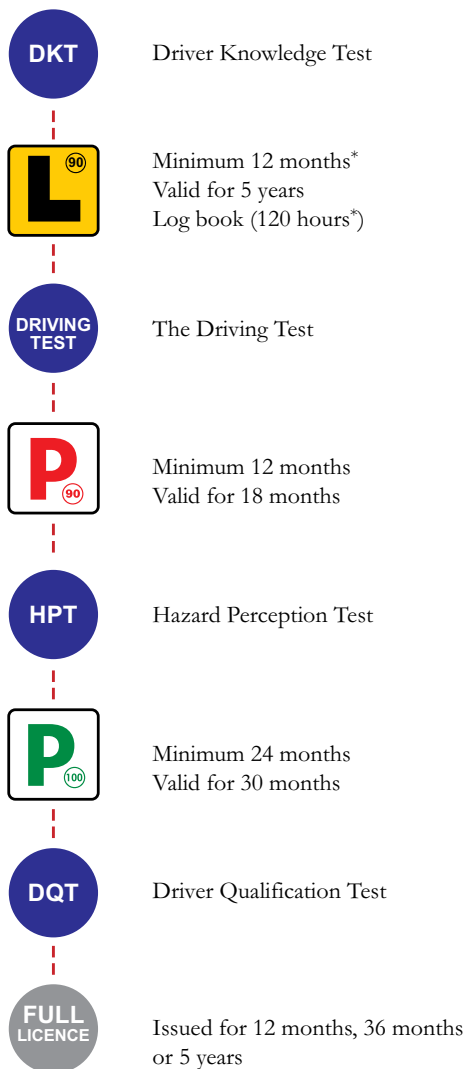 DKT
Driver Knowledge Test
L
90
Minimum 12 months*
Valid for 5 years
Log book (120 hours*)
DRIVING
TEST
The Driving Test
P
90
Minimum 12 months
Valid for 18 months
HPT
Hazard Perception Test
P
100
Minimum 24 months
Valid for 30 months
DQT
Driver Qualification Test
FULL
LICENCE
Issued for 12 months, 36 months
or 5 years